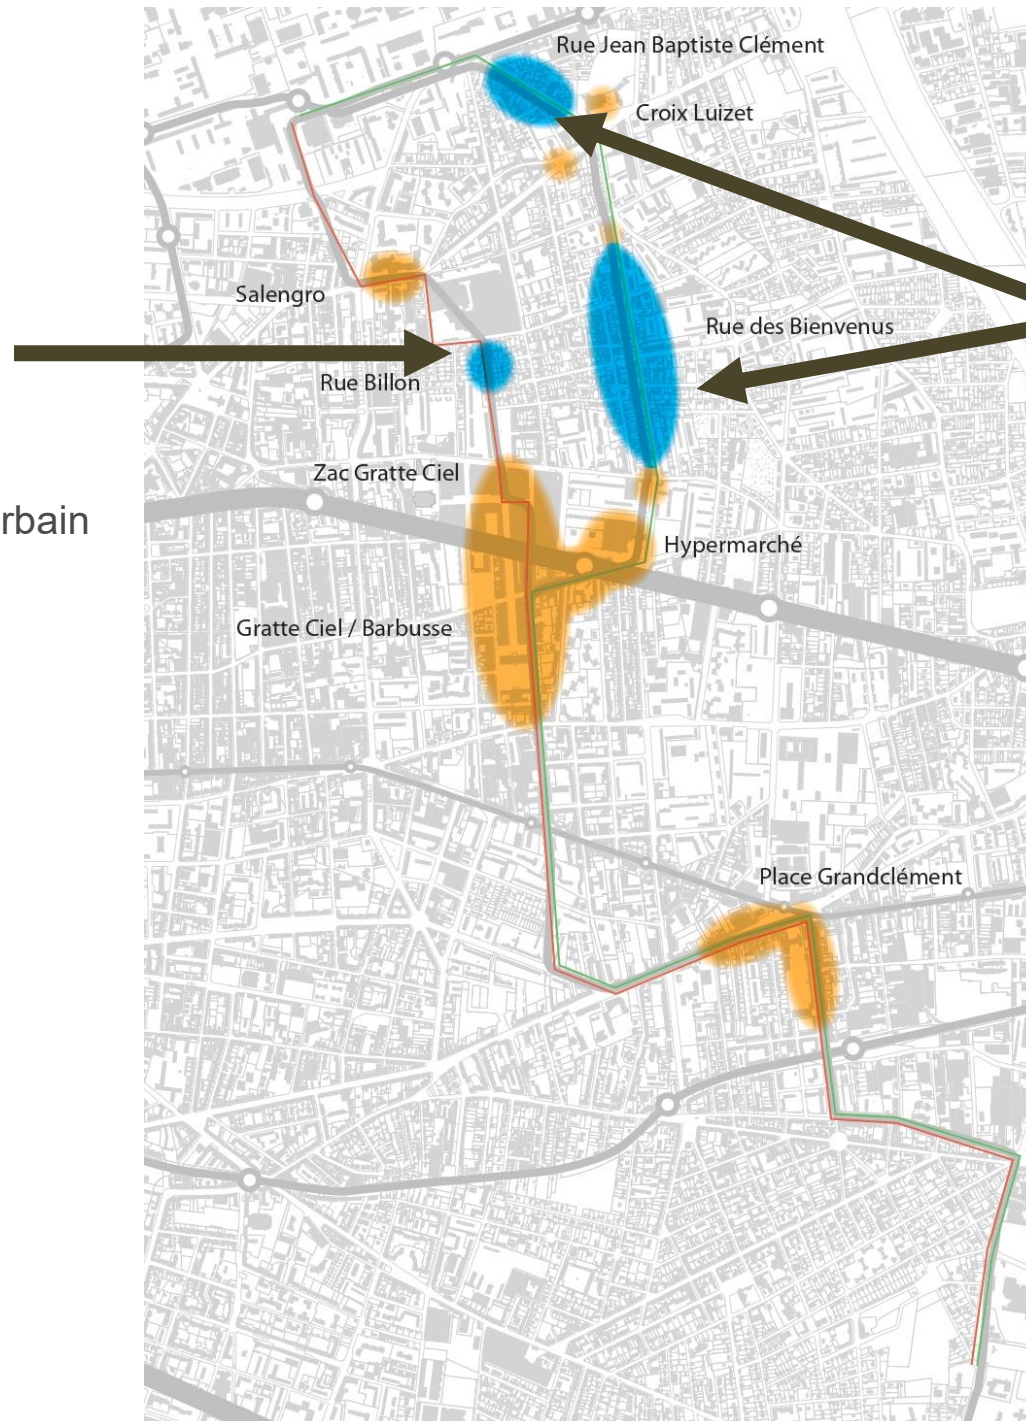 Rue Jean Baptiste Clément
Croix Luizet
Salengro
Rue des Bienvenus
Rue Billon
Zac Gratte Ciel
rbain
Hypermarché
Gratte Ciel / Barbusse
Place Grandclément